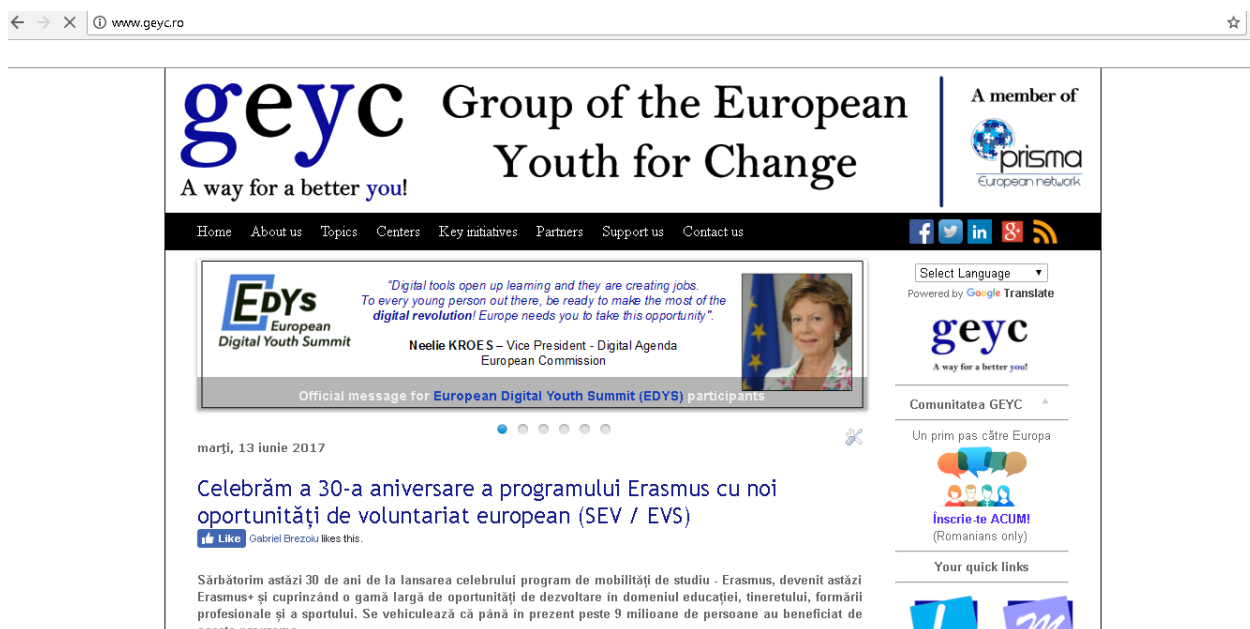 www.geyc.ro
geyc
A way for a better you!
Group of the European
Youth for Change
A member of
prisma
European network
Home About us Topics Centers Key initiatives Partners Support us Contact us
EDYs
European
Digital Youth Summit
"Digital tools open up learning and they are creating jobs.
To every young person out there, be ready to make the most of the
digital revolution! Europe needs you to take this opportunity".
Neelie KROES – Vice President - Digital Agenda
European Commission
Official message for European Digital Youth Summit (EDYS) participants
marți, 13 iunie 2017
Celebrăm a 30-a aniversare a programului Erasmus cu noi
oportunități de voluntariat european (SEV / EVS)
Like Gabriel Brezoiu likes this.
Sărbătorim astăzi 30 de ani de la lansarea celebrului program de mobilități de studiu - Erasmus, devenit astăzi
Erasmus+ și cuprinzând o gamă largă de oportunități de dezvoltare în domeniul educației, tineretului, formării
profesionale și a sportului. Se vehiculează că până în prezent peste 9 milioane de persoane au beneficiat de
Select Language
Powered by Google Translate
geyc
A way for a better you!
Comunitatea GEYC
Un prim pas către Europa
Înscrie-te ACUM!
(Romanians only)
Your quick links